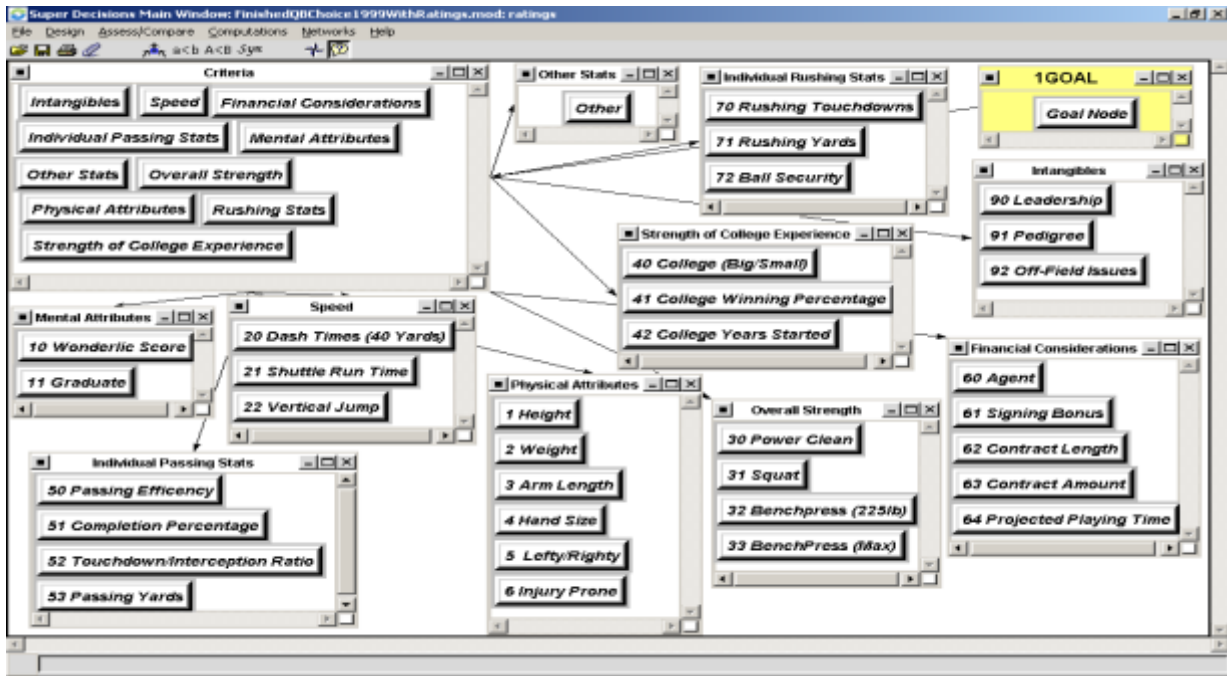 Super Decisions Main Window: FinishedQBChoice1999WithRatings.mod: ratings
File Design Assess/Compare Computations Networks Help
a<b A<B Sym
Criteria
Intangibles Speed Financial Considerations
Individual Passing Stats Mental Attributes
Other Stats Overall Strength
Physical Attributes Rushing Stats
Strength of College Experience
Other Stats
Other
Individual Rushing Stats
70 Rushing Touchdowns
71 Rushing Yards
72 Ball Security
1GOAL
Goal Node
Intangibles
90 Leadership
91 Pedigree
92 Off-Field Issues
Strength of College Experience
40 College (Big/Small)
41 College Winning Percentage
42 College Years Started
Mental Attributes
10 Wonderlic Score
11 Graduate
Speed
20 Dash Times (40 Yards)
21 Shuttle Run Time
22 Vertical Jump
Financial Considerations
60 Agent
61 Signing Bonus
62 Contract Length
63 Contract Amount
64 Projected Playing Time
Physical Attributes
1 Height
2 Weight
3 Arm Length
4 Hand Size
5 Lefty/Righty
6 Injury Prone
Overall Strength
30 Power Clean
31 Squat
32 Benchpress (225lb)
33 BenchPress (Max)
Individual Passing Stats
50 Passing Efficency
51 Completion Percentage
52 Touchdown/Interception Ratio
53 Passing Yards